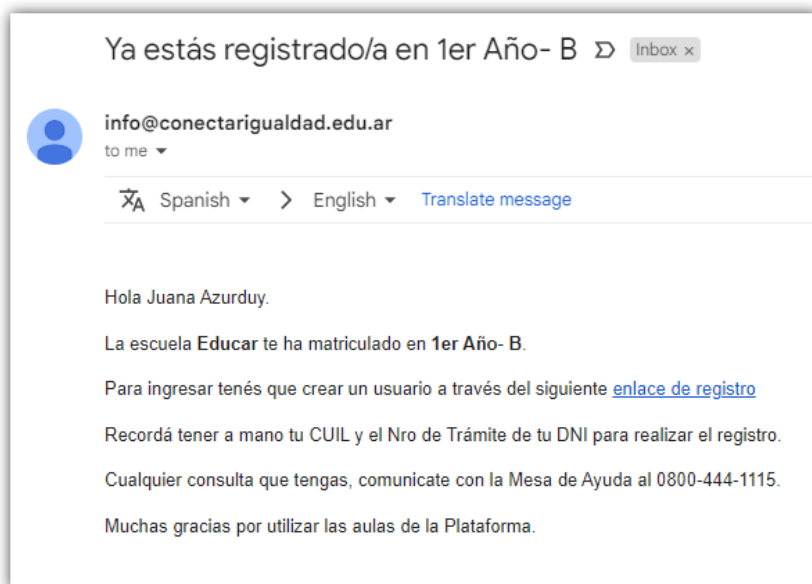 Ya estás registrado/a en 1er Año- B Inbox ×
info@conectarigualdad.edu.ar
to me
Spanish > English Translate message
Hola Juana Azurduy.
La escuela Educar te ha matriculado en 1er Año- B.
Para ingresar tenés que crear un usuario a través del siguiente enlace de registro
Recordá tener a mano tu CUIL y el Nro de Trámite de tu DNI para realizar el registro.
Cualquier consulta que tengas, comunicate con la Mesa de Ayuda al 0800-444-1115.
Muchas gracias por utilizar las aulas de la Plataforma.